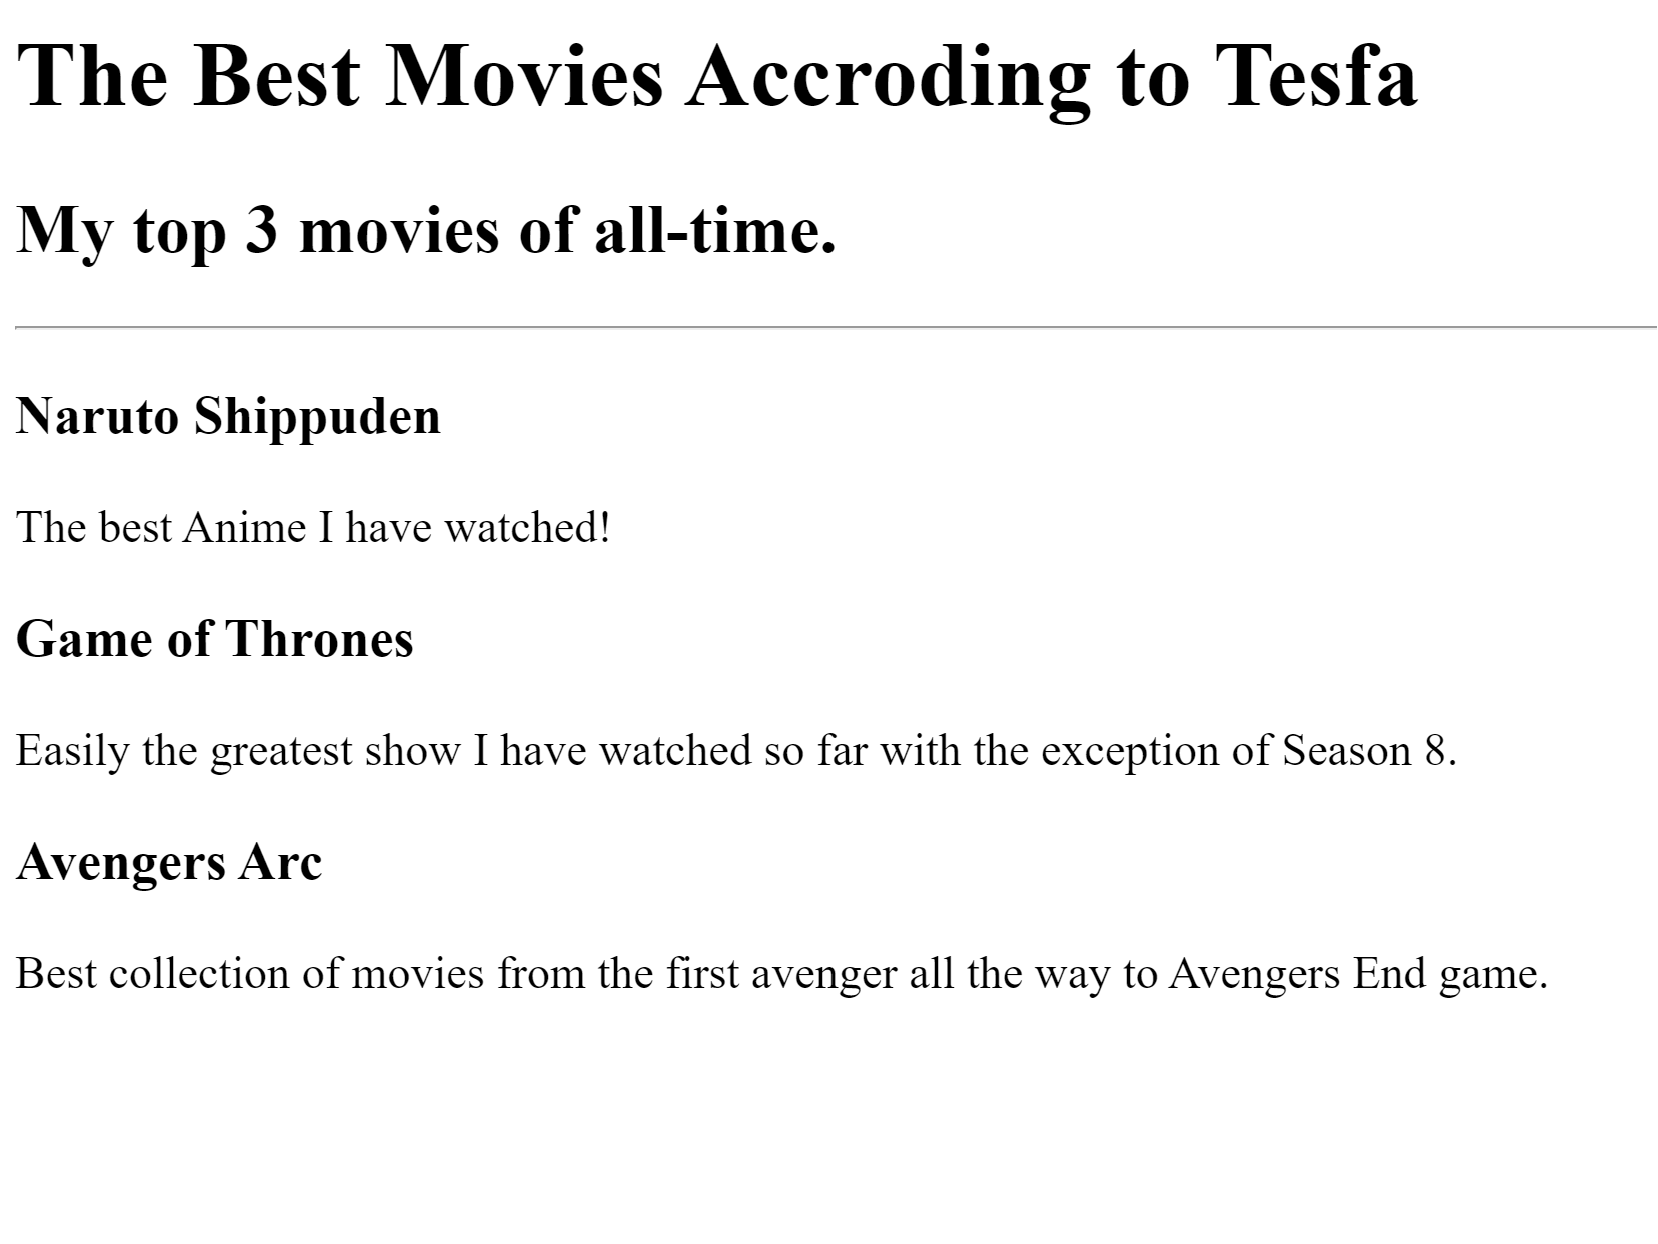 The Best Movies Accroding to Tesfa
My top 3 movies of all-time.
Naruto Shippuden
The best Anime I have watched!
Game of Thrones
Easily the greatest show I have watched so far with the exception of Season 8.
Avengers Arc
Best collection of movies from the first avenger all the way to Avengers End game.